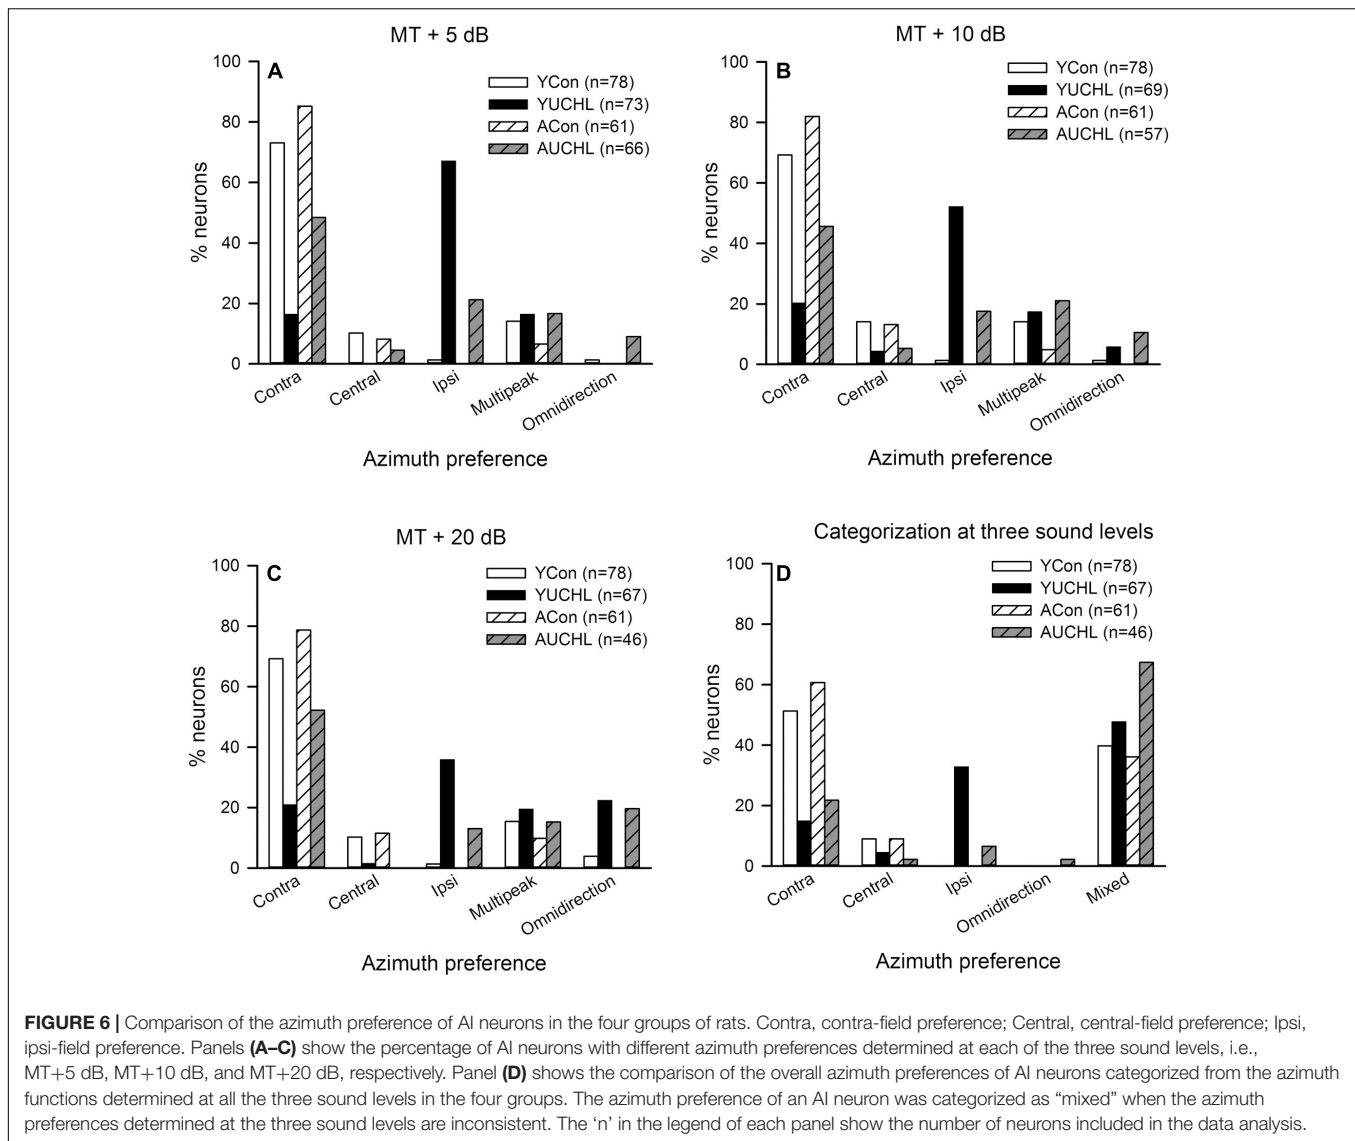 MT + 5 dB
A
YCon (n=78)
YUCHL (n=73)
ACon (n=61)
AUCHL (n=66)
100
80
60
40
20
0
% neurons
Contra
Central
Ipsi
Multipeak
Omnidirection
Azimuth preference
MT + 10 dB
B
YCon (n=78)
YUCHL (n=69)
ACon (n=61)
AUCHL (n=57)
100
80
60
40
20
0
% neurons
Contra
Central
Ipsi
Multipeak
Omnidirection
Azimuth preference
MT + 20 dB
C
YCon (n=78)
YUCHL (n=67)
ACon (n=61)
AUCHL (n=46)
100
80
60
40
20
0
% neurons
Contra
Central
Ipsi
Multipeak
Omnidirection
Azimuth preference
Categorization at three sound levels
D
YCon (n=78)
YUCHL (n=67)
ACon (n=61)
AUCHL (n=46)
100
80
60
40
20
0
% neurons
Contra
Central
Ipsi
Omnidirection
Mixed
Azimuth preference
FIGURE 6 | Comparison of the azimuth preference of AI neurons in the four groups of rats. Contra, contra-field preference; Central, central-field preference; Ipsi,
ipsi-field preference. Panels (A–C) show the percentage of AI neurons with different azimuth preferences determined at each of the three sound levels, i.e.,
MT+5 dB, MT+10 dB, and MT+20 dB, respectively. Panel (D) shows the comparison of the overall azimuth preferences of AI neurons categorized from the azimuth
functions determined at all the three sound levels in the four groups. The azimuth preference of an AI neuron was categorized as “mixed” when the azimuth
preferences determined at the three sound levels are inconsistent. The ‘n’ in the legend of each panel show the number of neurons included in the data analysis.